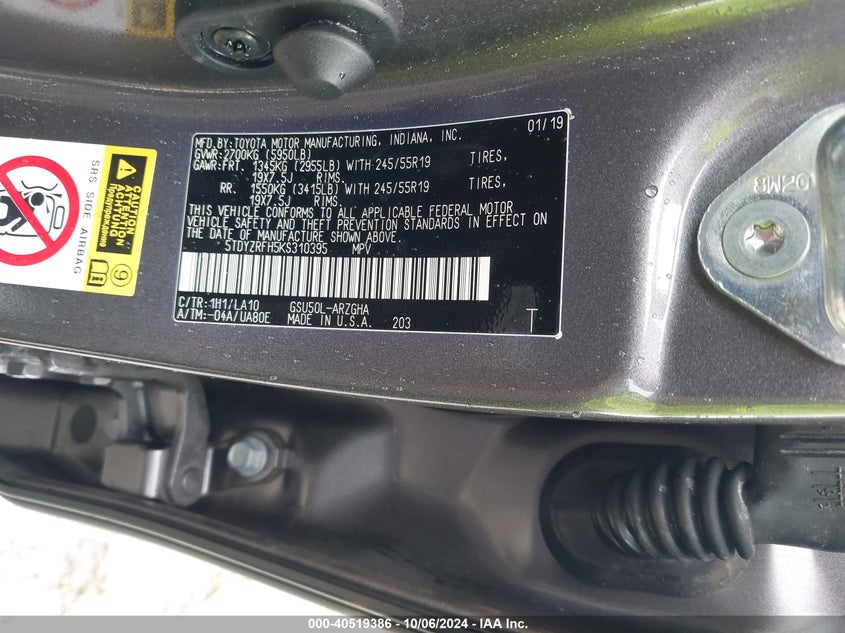 MFD.BY:TOYOTA MOTOR MANUFACTURING, INDIANA, INC. 01/19
GVWR:2700KG (5950LB)
GAWR:FRT. 1345KG (2955LB) WITH 245/55R19 TIRES,
19X7.5J RIMS,
RR. 1550KG (3415LB) WITH 245/55R19 TIRES,
19X7.5J RIMS.
THIS VEHICLE CONFORMS TO ALL APPLICABLE FEDERAL MOTOR
VEHICLE SAFETY AND THEFT PREVENTION STANDARDS IN EFFECT ON
THE DATE OF MANUFACTURE SHOWN ABOVE.
5TDYZRFH5KS310395 MPV
C/TR:1H1/LA10 GSU50L-ARZGHA
A/TM:-04A/UA80E MADE IN U.S.A. 203 T
SRS SIDE AIRBAG
ATTENTION
ACHTUNG
9
8W20
000-40519386 - 10/06/2024 - IAA Inc.